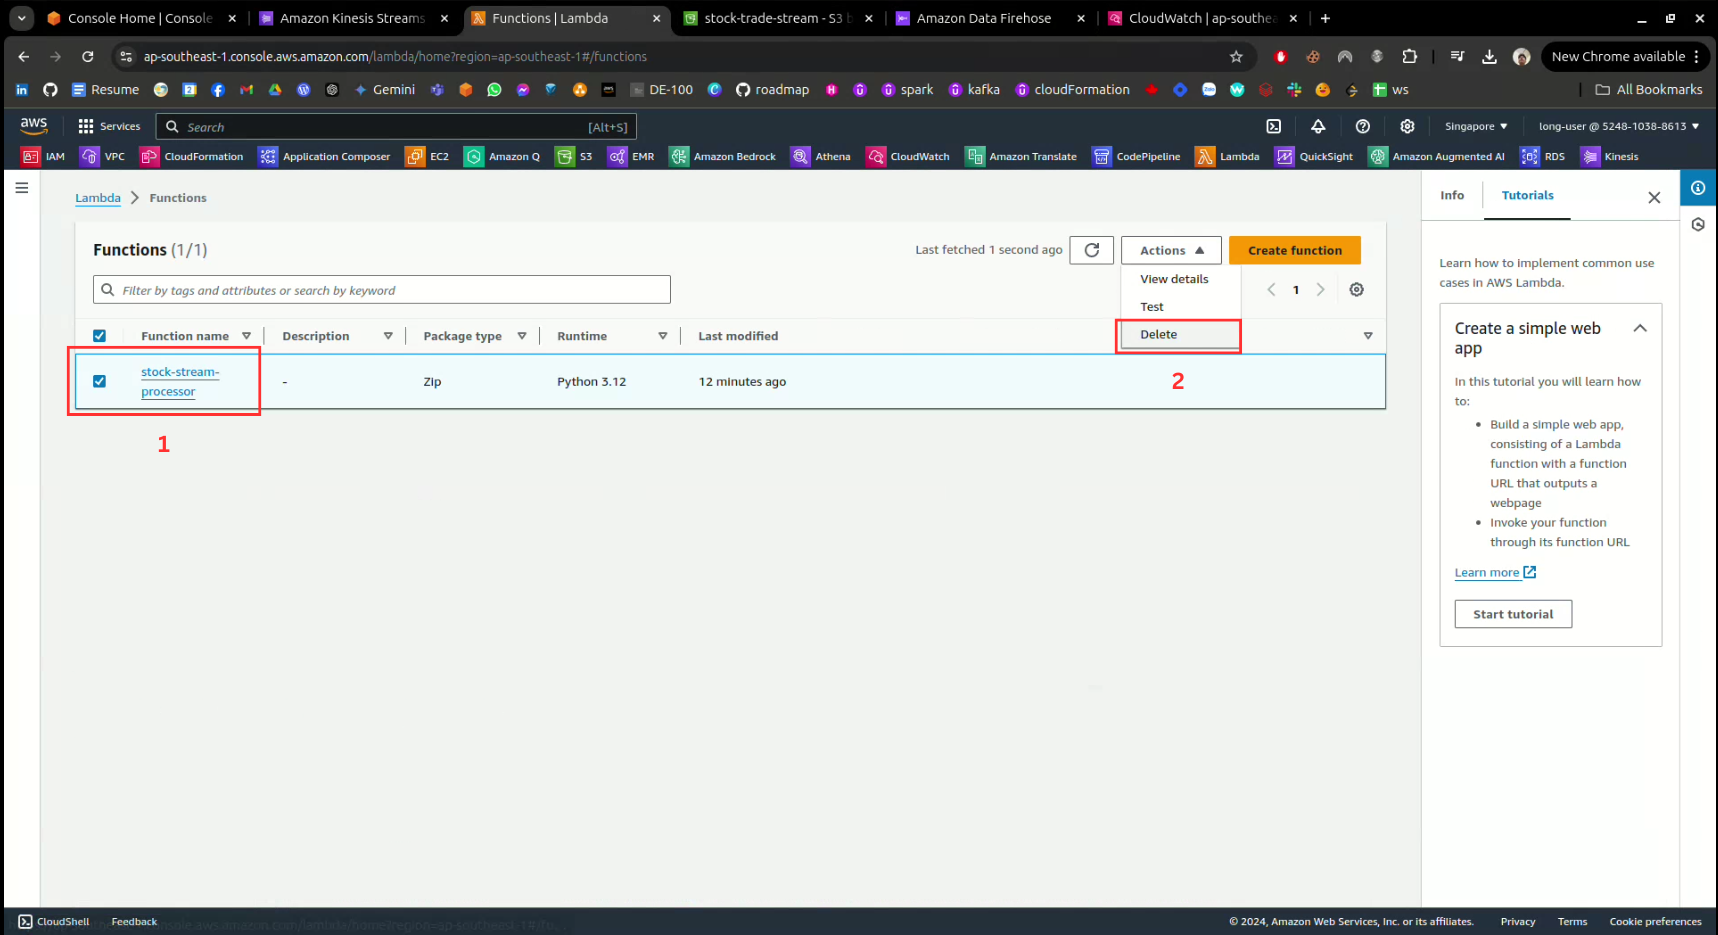 Console Home | Console
Amazon Kinesis Streams
Functions | Lambda
stock-trade-stream - S3 b
Amazon Data Firehose
CloudWatch | ap-southea
ap-southeast-1.console.aws.amazon.com/lambda/home?region=ap-southeast-1#/functions
New Chrome available
Resume
Gemini
DE-100
roadmap
spark
kafka
cloudFormation
ws
All Bookmarks
aws
Services
Search
[Alt+S]
Singapore
long-user @ 5248-1038-8613
IAM
VPC
CloudFormation
Application Composer
EC2
Amazon Q
S3
EMR
Amazon Bedrock
Athena
CloudWatch
Amazon Translate
CodePipeline
Lambda
QuickSight
Amazon Augmented AI
RDS
Kinesis
Lambda
Functions
Functions (1/1)
Last fetched 1 second ago
Actions
Create function
Filter by tags and attributes or search by keyword
View details
Test
Delete
1
Function name
Description
Package type
Runtime
Last modified
stock-stream-
processor
-
Zip
Python 3.12
12 minutes ago
1
2
Info
Tutorials
Learn how to implement common use
cases in AWS Lambda.
Create a simple web
app
In this tutorial you will learn how
to:
Build a simple web app,
consisting of a Lambda
function with a function
URL that outputs a
webpage
Invoke your function
through its function URL
Learn more
Start tutorial
CloudShell
Feedback
© 2024, Amazon Web Services, Inc. or its affiliates.
Privacy
Terms
Cookie preferences